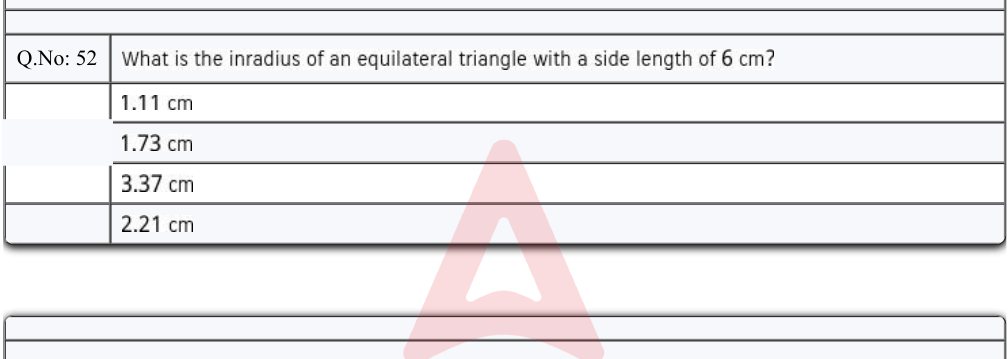 Q.No: 52 What is the inradius of an equilateral triangle with a side length of 6 cm?
1.11 cm
1.73 cm
3.37 cm
2.21 cm